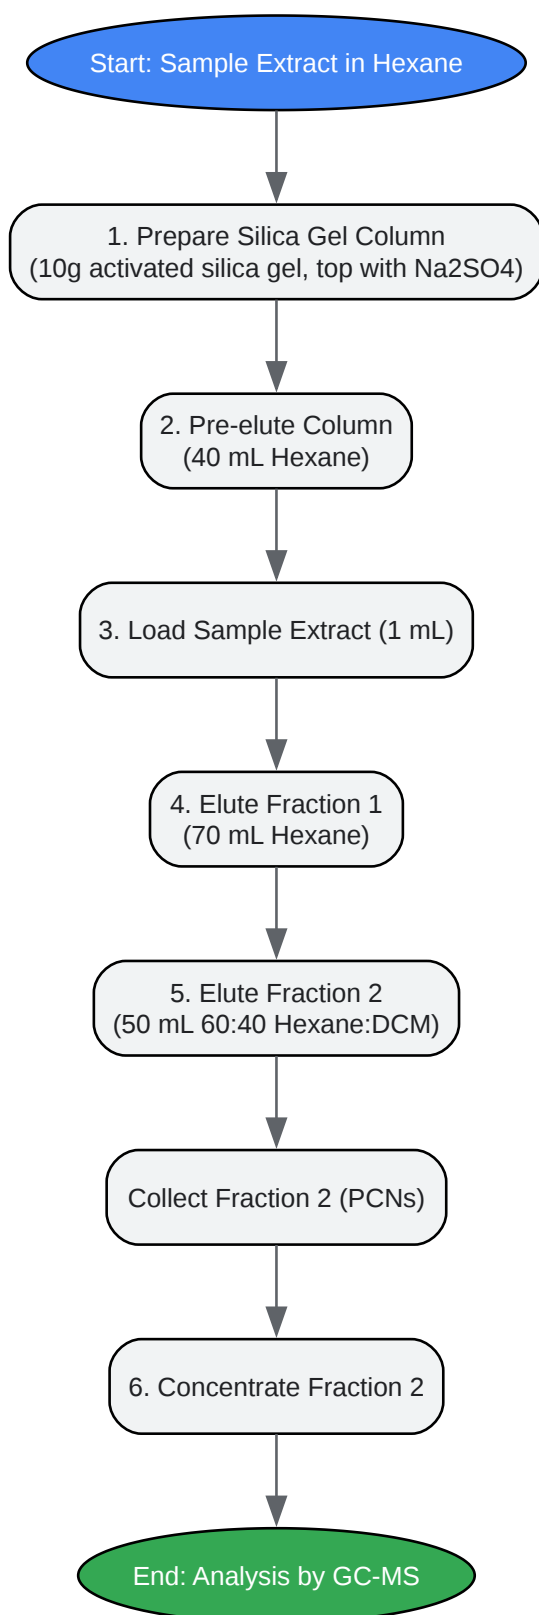 Start: Sample Extract in Hexane
1. Prepare Silica Gel Column
(10g activated silica gel, top with Na2SO4)
2. Pre-elute Column
(40 mL Hexane)
3. Load Sample Extract (1 mL)
4. Elute Fraction 1
(70 mL Hexane)
5. Elute Fraction 2
(50 mL 60:40 Hexane:DCM)
Collect Fraction 2 (PCNs)
6. Concentrate Fraction 2
End: Analysis by GC-MS